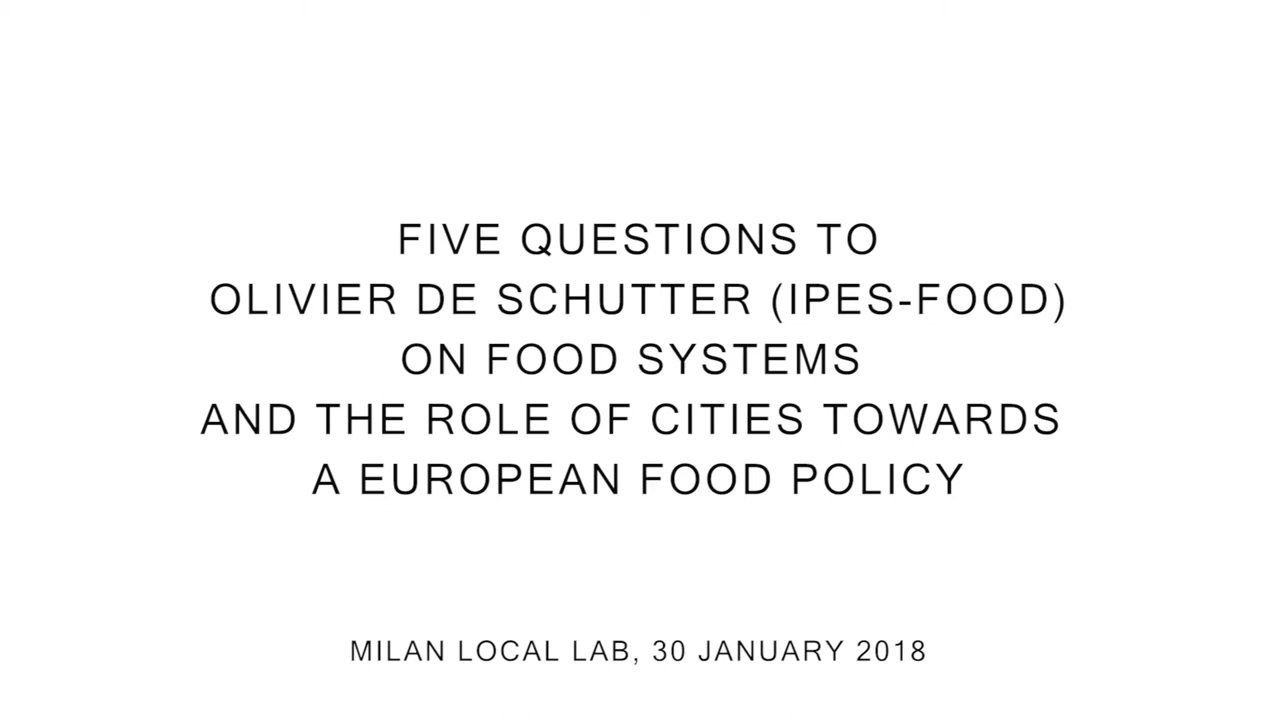 FIVE QUESTIONS TO
OLIVIER DE SCHUTTER (IPES-FOOD)
ON FOOD SYSTEMS
AND THE ROLE OF CITIES TOWARDS
A EUROPEAN FOOD POLICY
MILAN LOCAL LAB, 30 JANUARY 2018